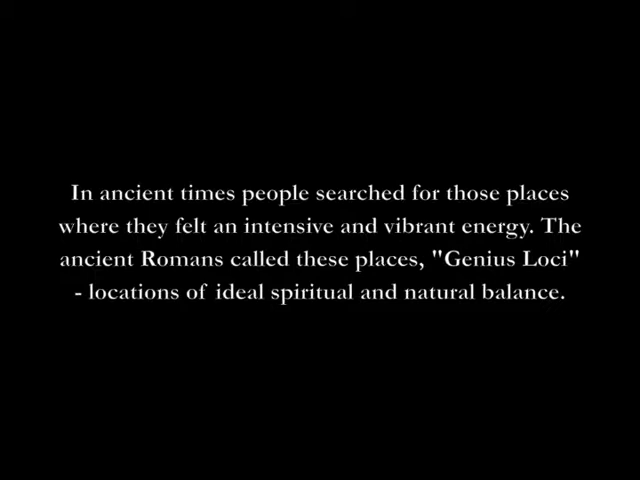 In ancient times people searched for those places
where they felt an intensive and vibrant energy. The
ancient Romans called these places, "Genius Loci"
- locations of ideal spiritual and natural balance.